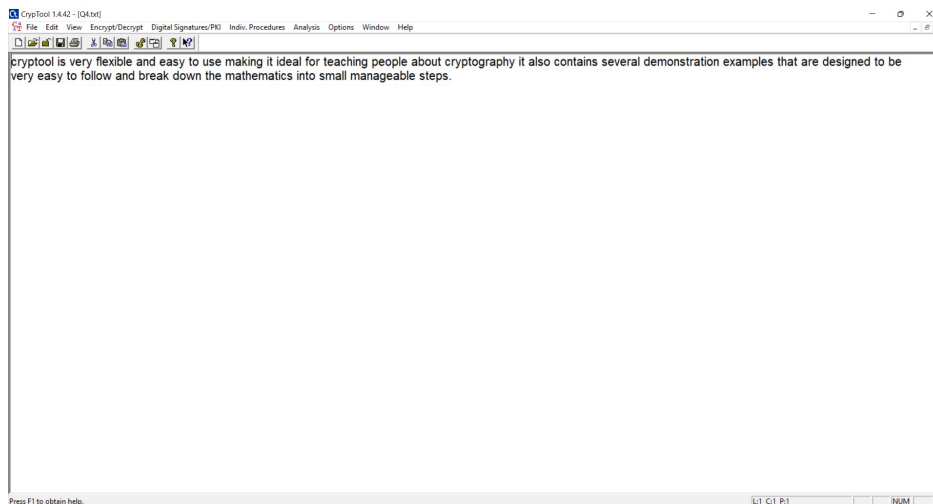 CrypTool 1.4.42 - [Q4.txt]
File Edit View Encrypt/Decrypt Digital Signatures/PKI Indiv. Procedures Analysis Options Window Help
cryptool is very flexible and easy to use making it ideal for teaching people about cryptography it also contains several demonstration examples that are designed to be
very easy to follow and break down the mathematics into small manageable steps.
Press F1 to obtain help. L:1 C:1 P:1 NUM